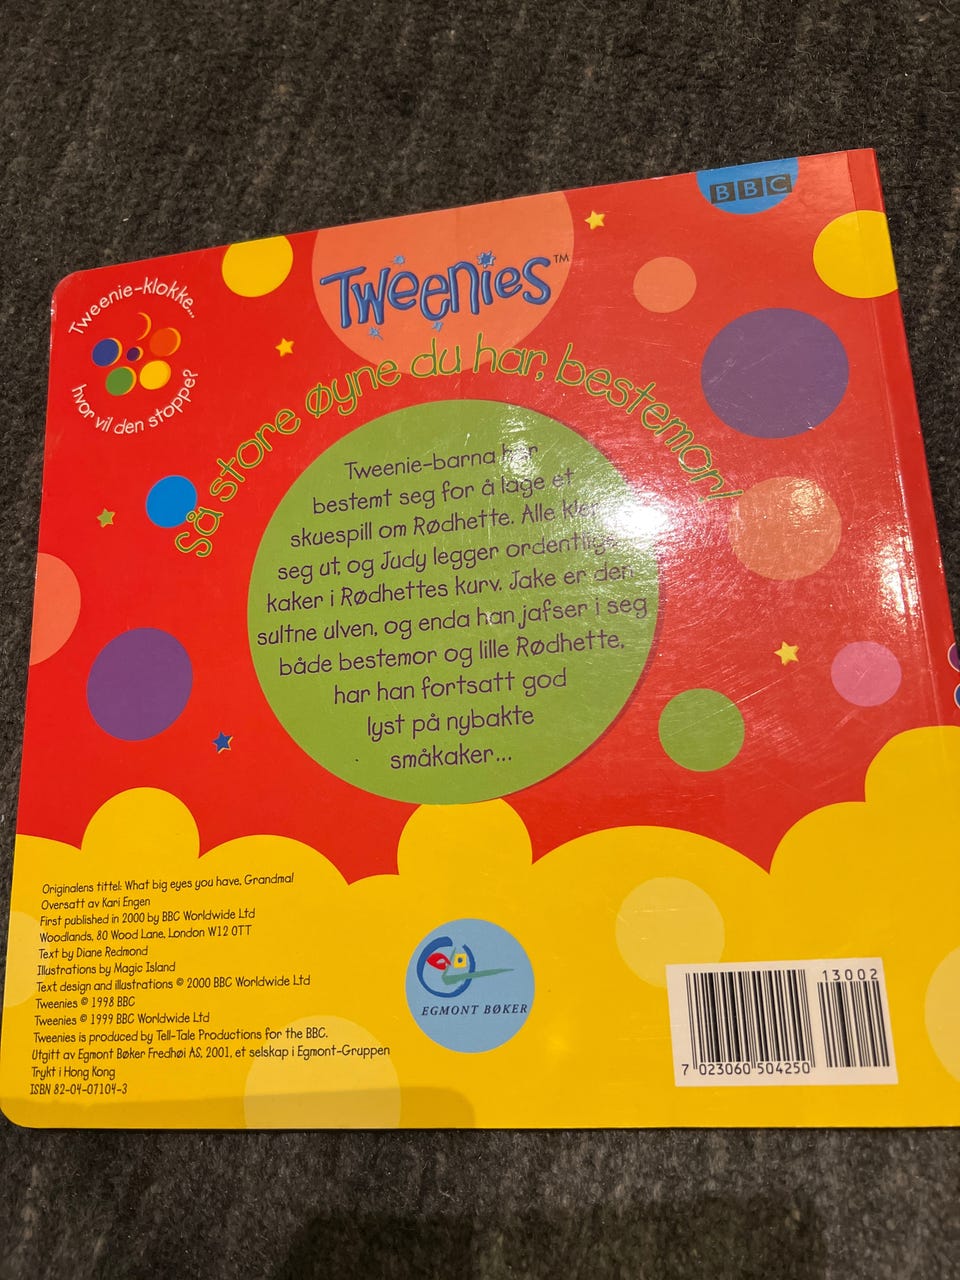 BBC
Tweenies™
Tweenie-klokke...
hvor vil den stoppe?
Så store øyne du har, bestemor!
Tweenie-barna har
bestemt seg for å lage et
skuespill om Rødhette. Alle kler
seg ut, og Judy legger ordentlige
kaker i Rødhettes kurv. Jake er den
sultne ulven, og enda han jafser i seg
både bestemor og lille Rødhette,
har han fortsatt god
lyst på nybakte
småkaker...
Originalens tittel: What big eyes you have, Grandma!
Oversatt av Kari Engen
First published in 2000 by BBC Worldwide Ltd
Woodlands, 80 Wood Lane, London W12 0TT
Text by Diane Redmond
Illustrations by Magic Island
Text design and illustrations © 2000 BBC Worldwide Ltd
Tweenies © 1998 BBC
Tweenies © 1999 BBC Worldwide Ltd
Tweenies is produced by Tell-Tale Productions for the BBC.
Utgitt av Egmont Bøker Fredhøi AS, 2001, et selskap i Egmont-Gruppen
Trykt i Hong Kong
ISBN 82-04-07104-3
EGMONT BØKER
13002
7 023060 504250